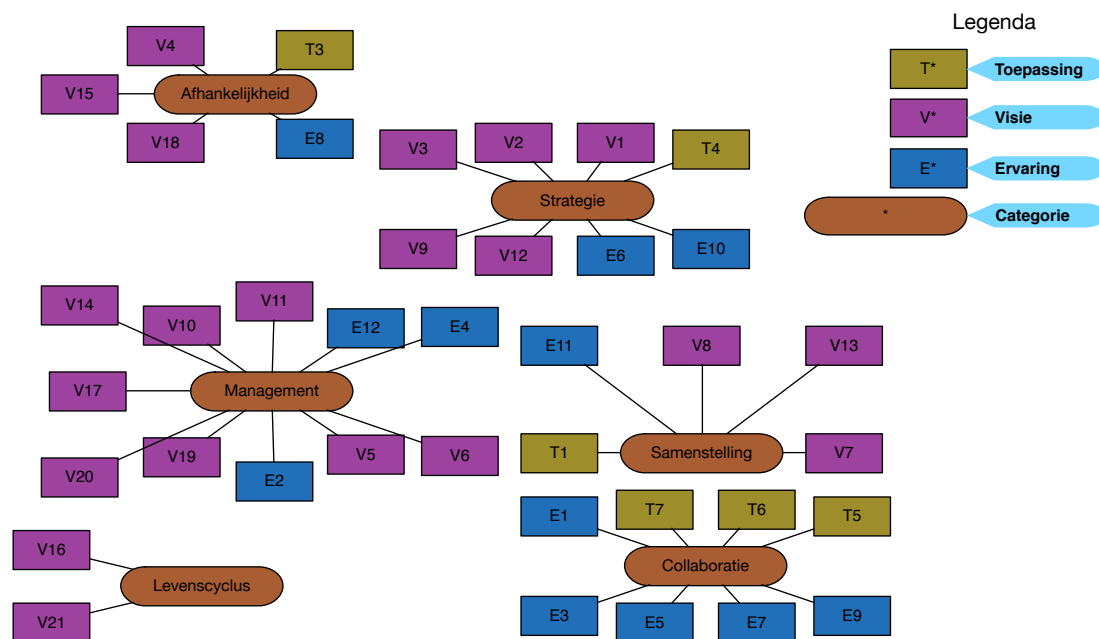 Legenda
T*
Toepassing
V*
Visie
E*
Ervaring
*
Categorie
V4
T3
V15
Afhankelijkheid
V18
E8
V3
V2
V1
T4
Strategie
V9
V12
E6
E10
V14
V10
V11
E12
E4
V17
Management
V20
V19
E2
V5
V6
E11
V8
V13
T1
Samenstelling
V7
E1
T7
T6
T5
Collaboratie
E3
E5
E7
E9
V16
Levenscyclus
V21